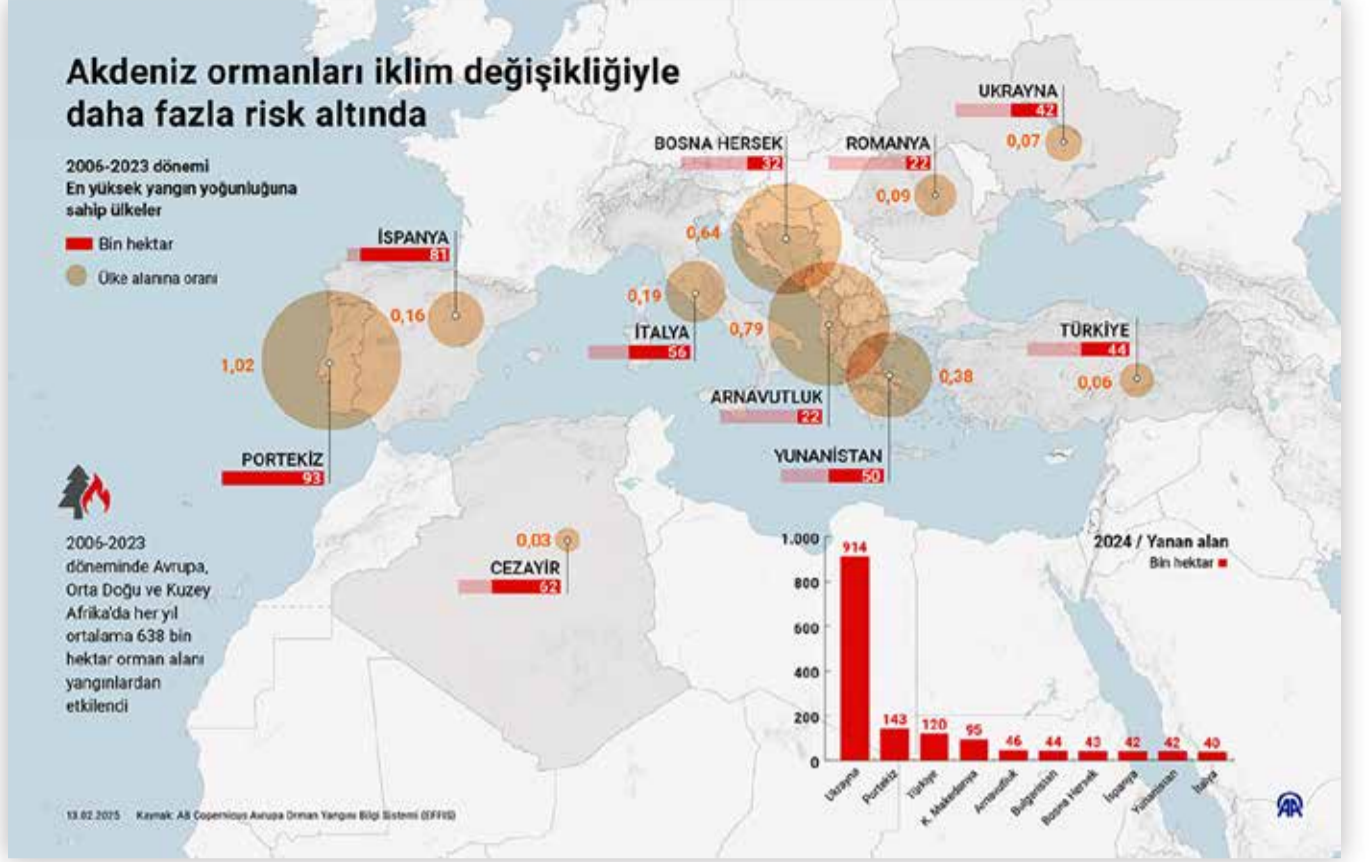 Akdeniz ormanları iklim değişikliğiyle
daha fazla risk altında
2006-2023 dönemi
En yüksek yangın yoğunluğuna
sahip ülkeler
Bin hektar
Ülke alanına oranı
UKRAYNA
42
0,07
BOSNA HERSEK
32
0,64
ROMANYA
22
0,09
İSPANYA
81
0,16
0,19
İTALYA
56
0,79
ARNAVUTLUK
22
TÜRKİYE
44
0,06
0,38
YUNANİSTAN
50
1,02
PORTEKİZ
93
0,03
CEZAYİR
62
2006-2023
döneminde Avrupa,
Orta Doğu ve Kuzey
Afrika'da her yıl
ortalama 638 bin
hektar orman alanı
yangınlardan
etkilendi
2024 / Yanan alan
Bin hektar
1.000
800
600
400
200
0
914
143
120
95
46
44
43
42
42
40
Ukrayna
Portekiz
Türkiye
K. Makedonya
Arnavutluk
Bulgaristan
Bosna Hersek
İspanya
Yunanistan
İtalya
13.02.2025 Kaynak: AB Copernicus Avrupa Orman Yangını Bilgi Sistemi (EFFIS)
AA